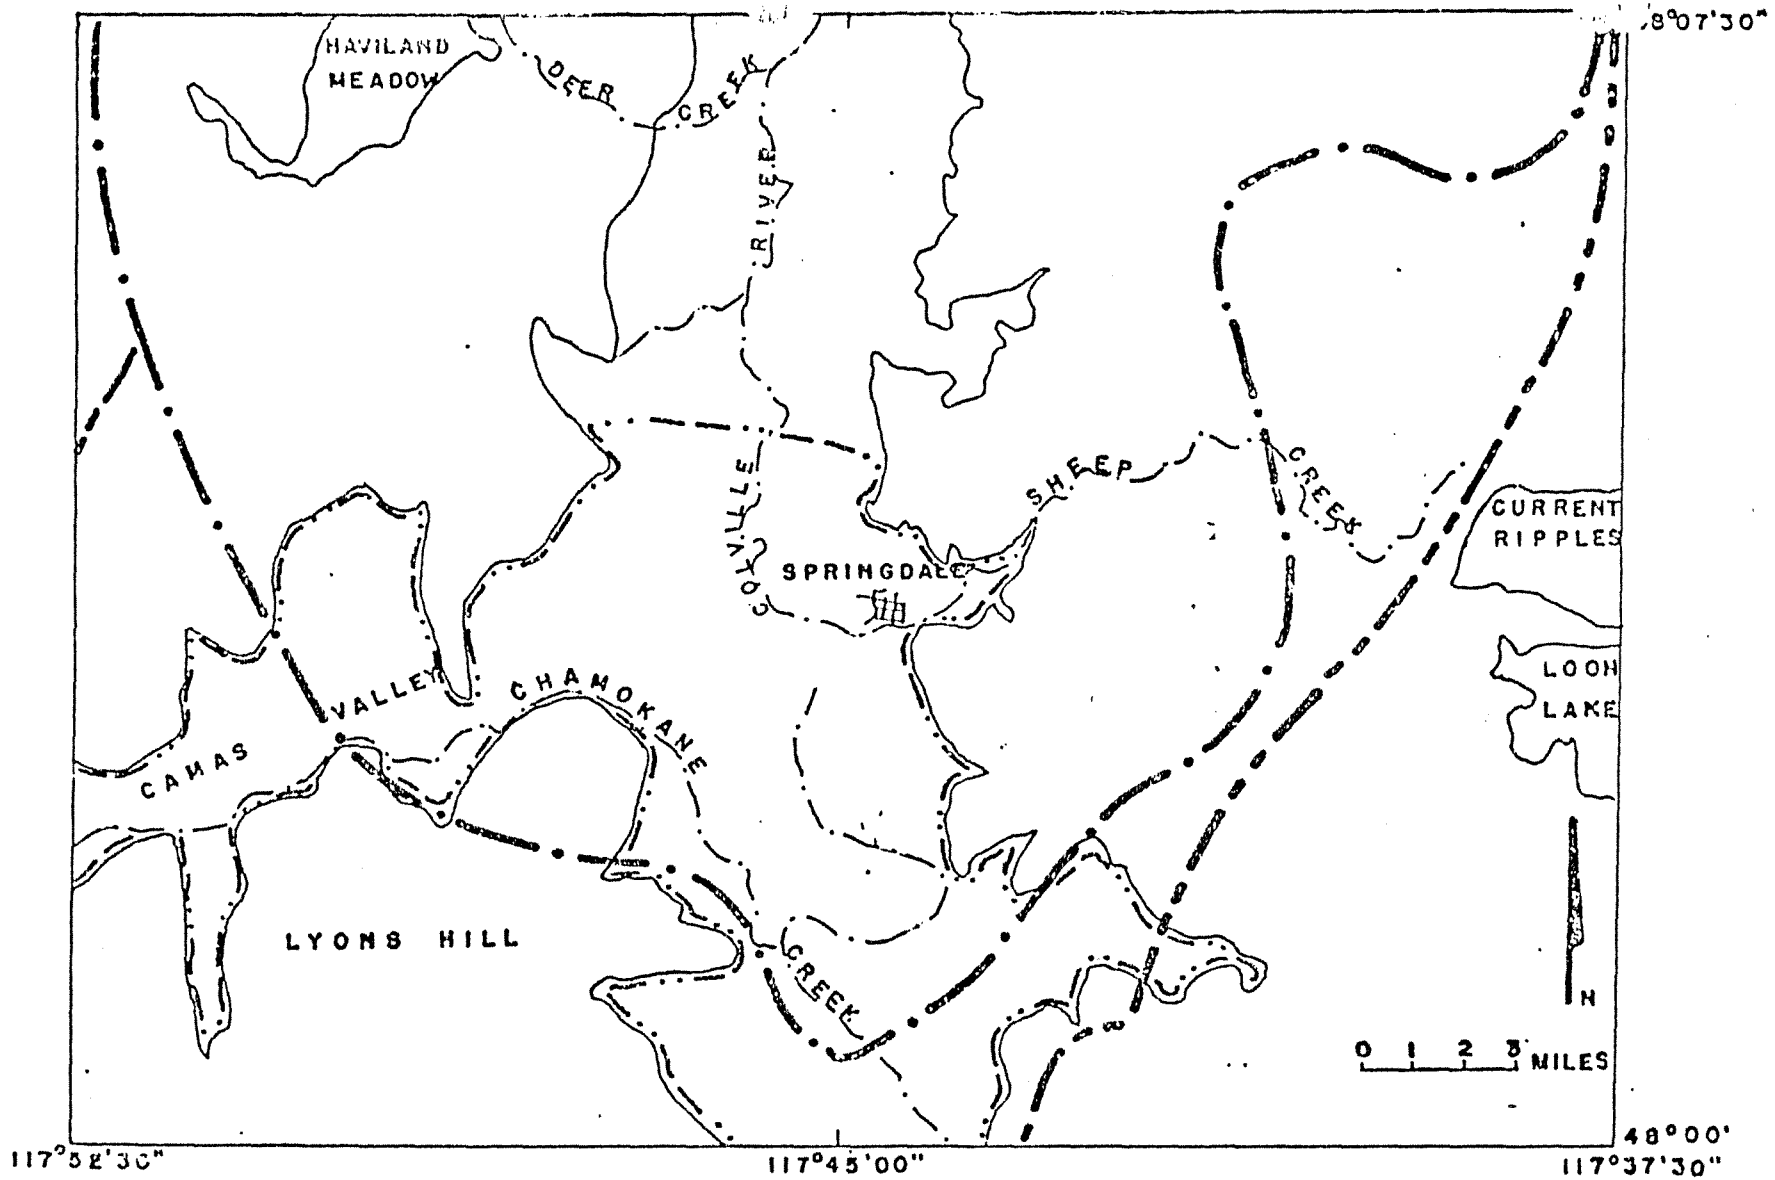 8°07'30"
HAVILAND
MEADOW
DEER CREEK
RIVER
COLVILLE
SHEEP CREEK
CURRENT
RIPPLES
SPRINGDALE
LOON
LAKE
CAMAS VALLEY
CHAMOKANE CREEK
LYONS HILL
N
0 1 2 3 MILES
48°00'
117°52'30"
117°45'00"
117°37'30"